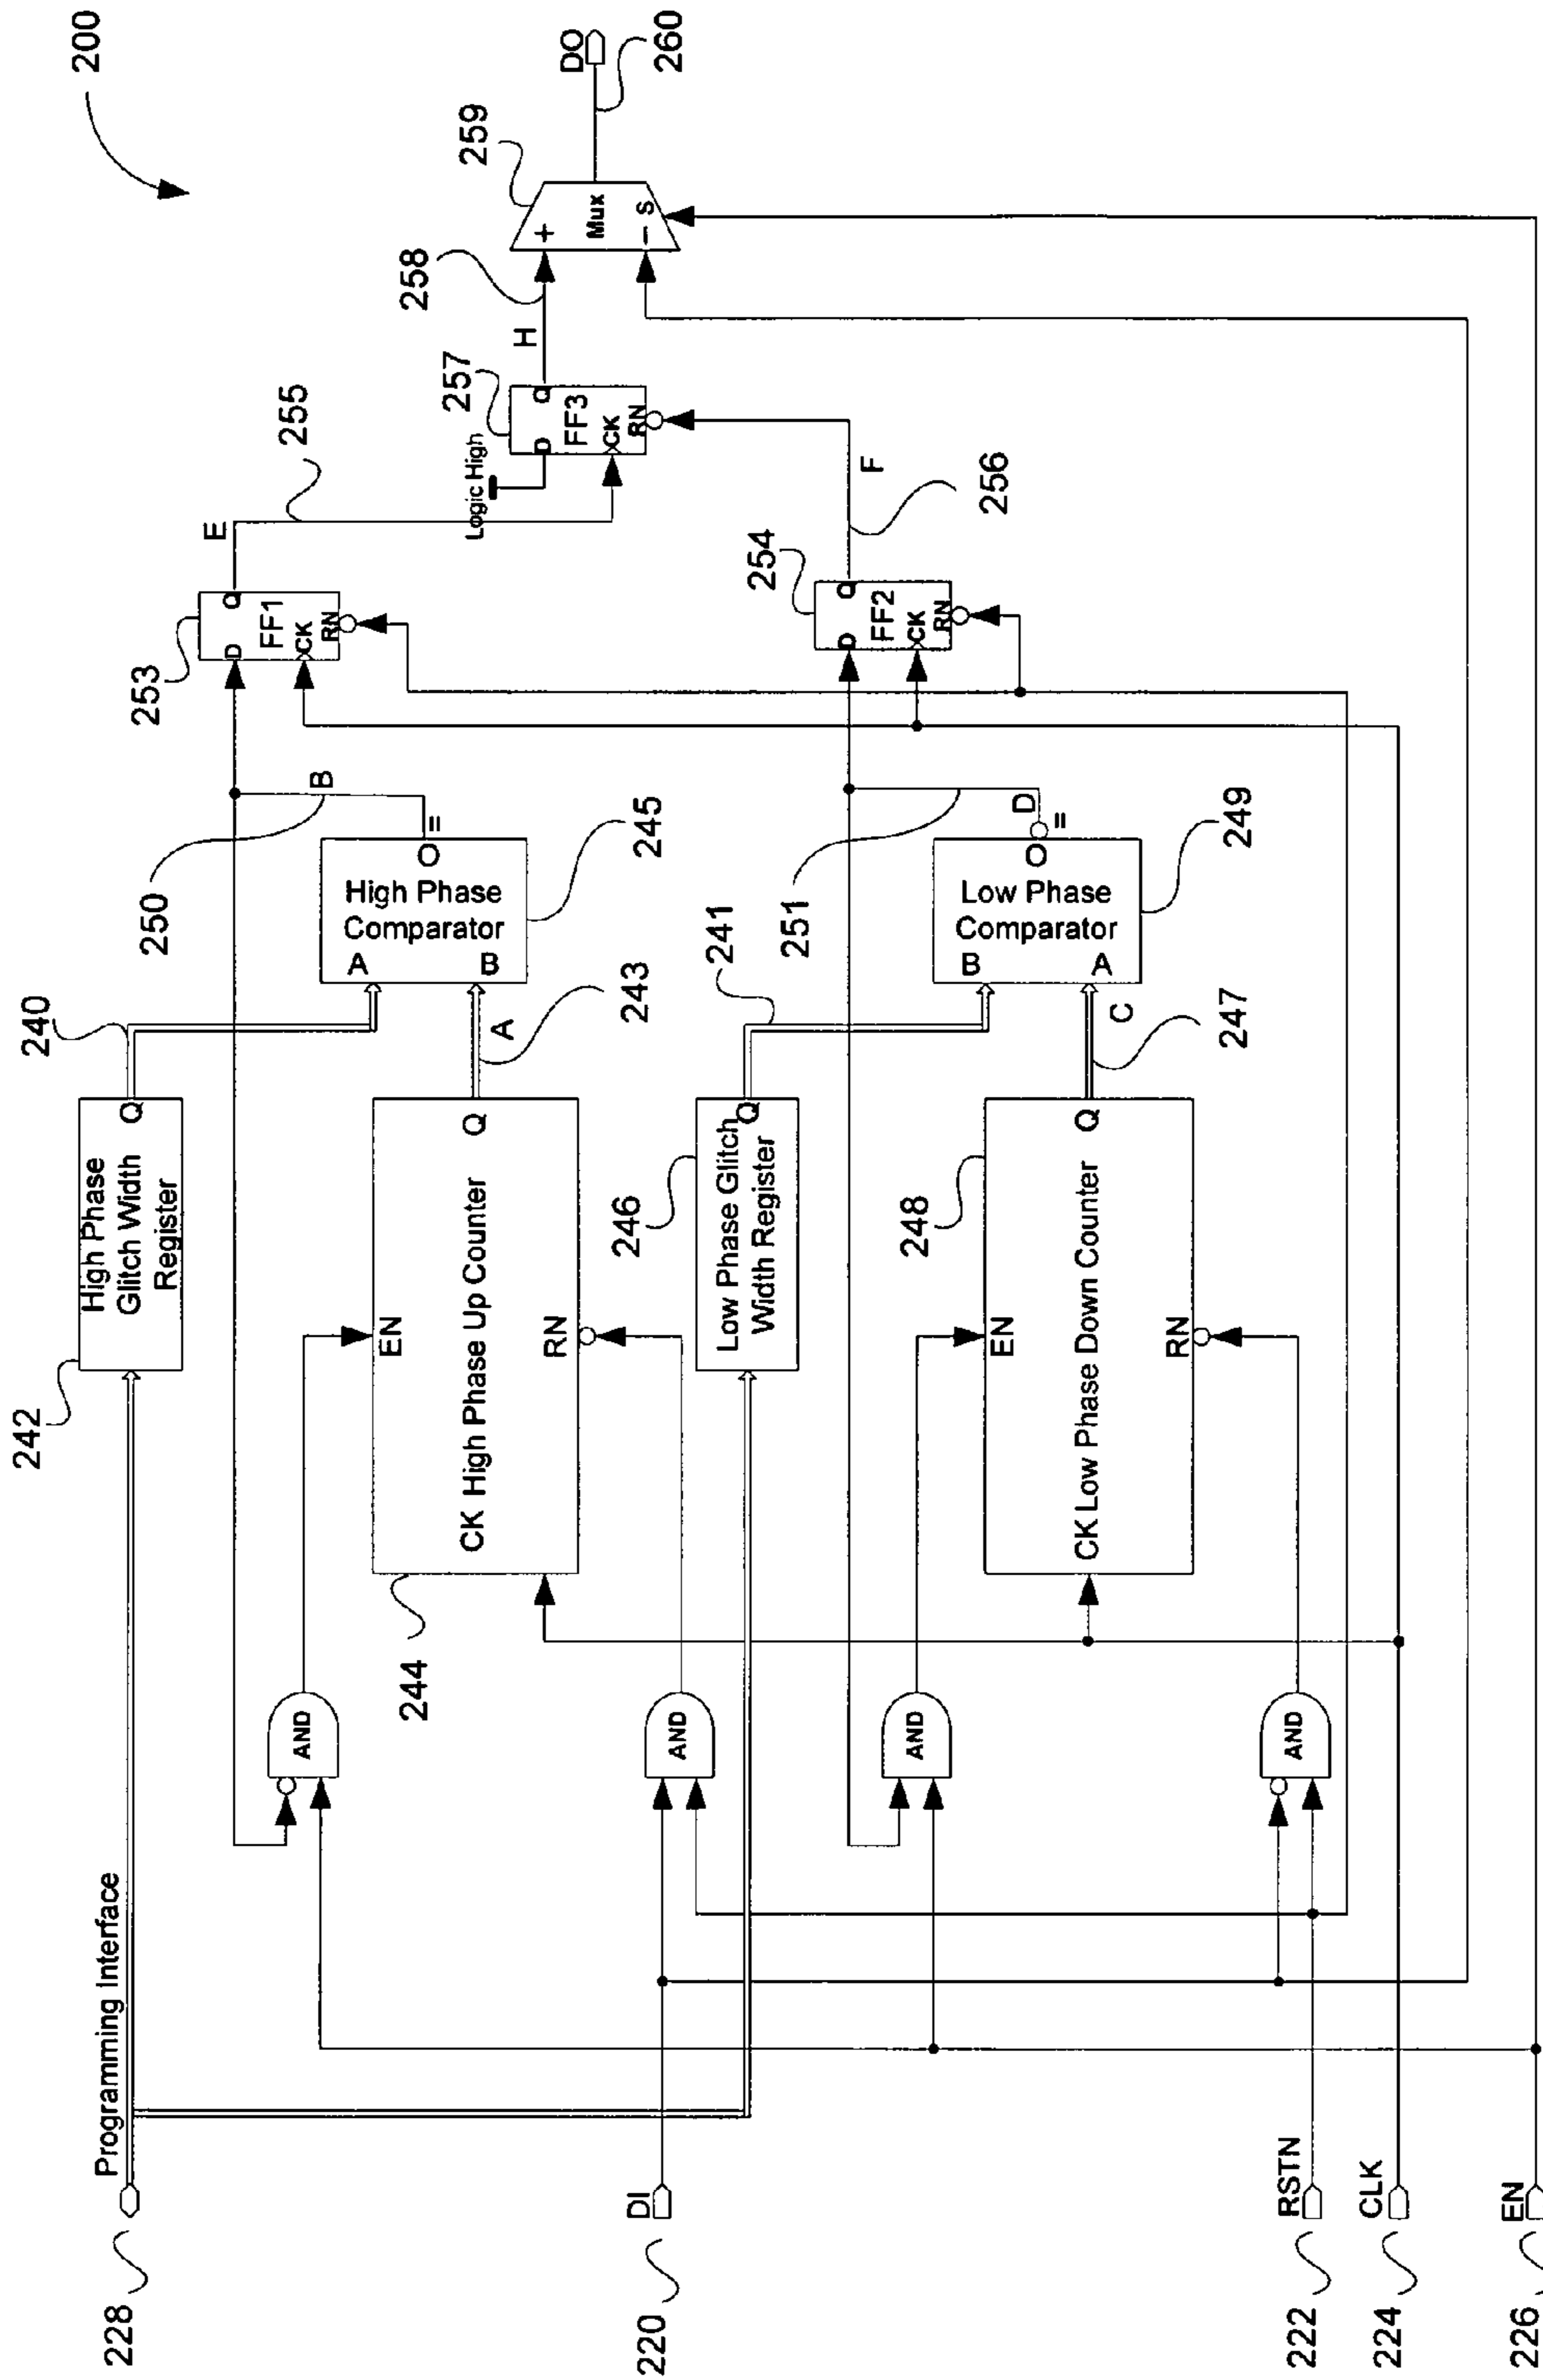 200
Programming Interface
228
242
High Phase
Glitch Width
Register
Q
240
250
B
253
D
Q
FF1
CK
RN
E
255
AND
EN
CK High Phase Up Counter
Q
RN
244
A
243
A
B
High Phase
Comparator
O
=
245
Logic High
257
D
Q
FF3
CK
RN
H
258
259
+
Mux
–
S
DO
260
DI
220
AND
246
Low Phase Glitch
Width Register
Q
241
251
D
254
D
Q
FF2
CK
RN
F
256
AND
248
EN
CK Low Phase Down Counter
Q
RN
C
247
B
A
Low Phase
Comparator
O
=
249
AND
RSTN
222
CLK
224
EN
226